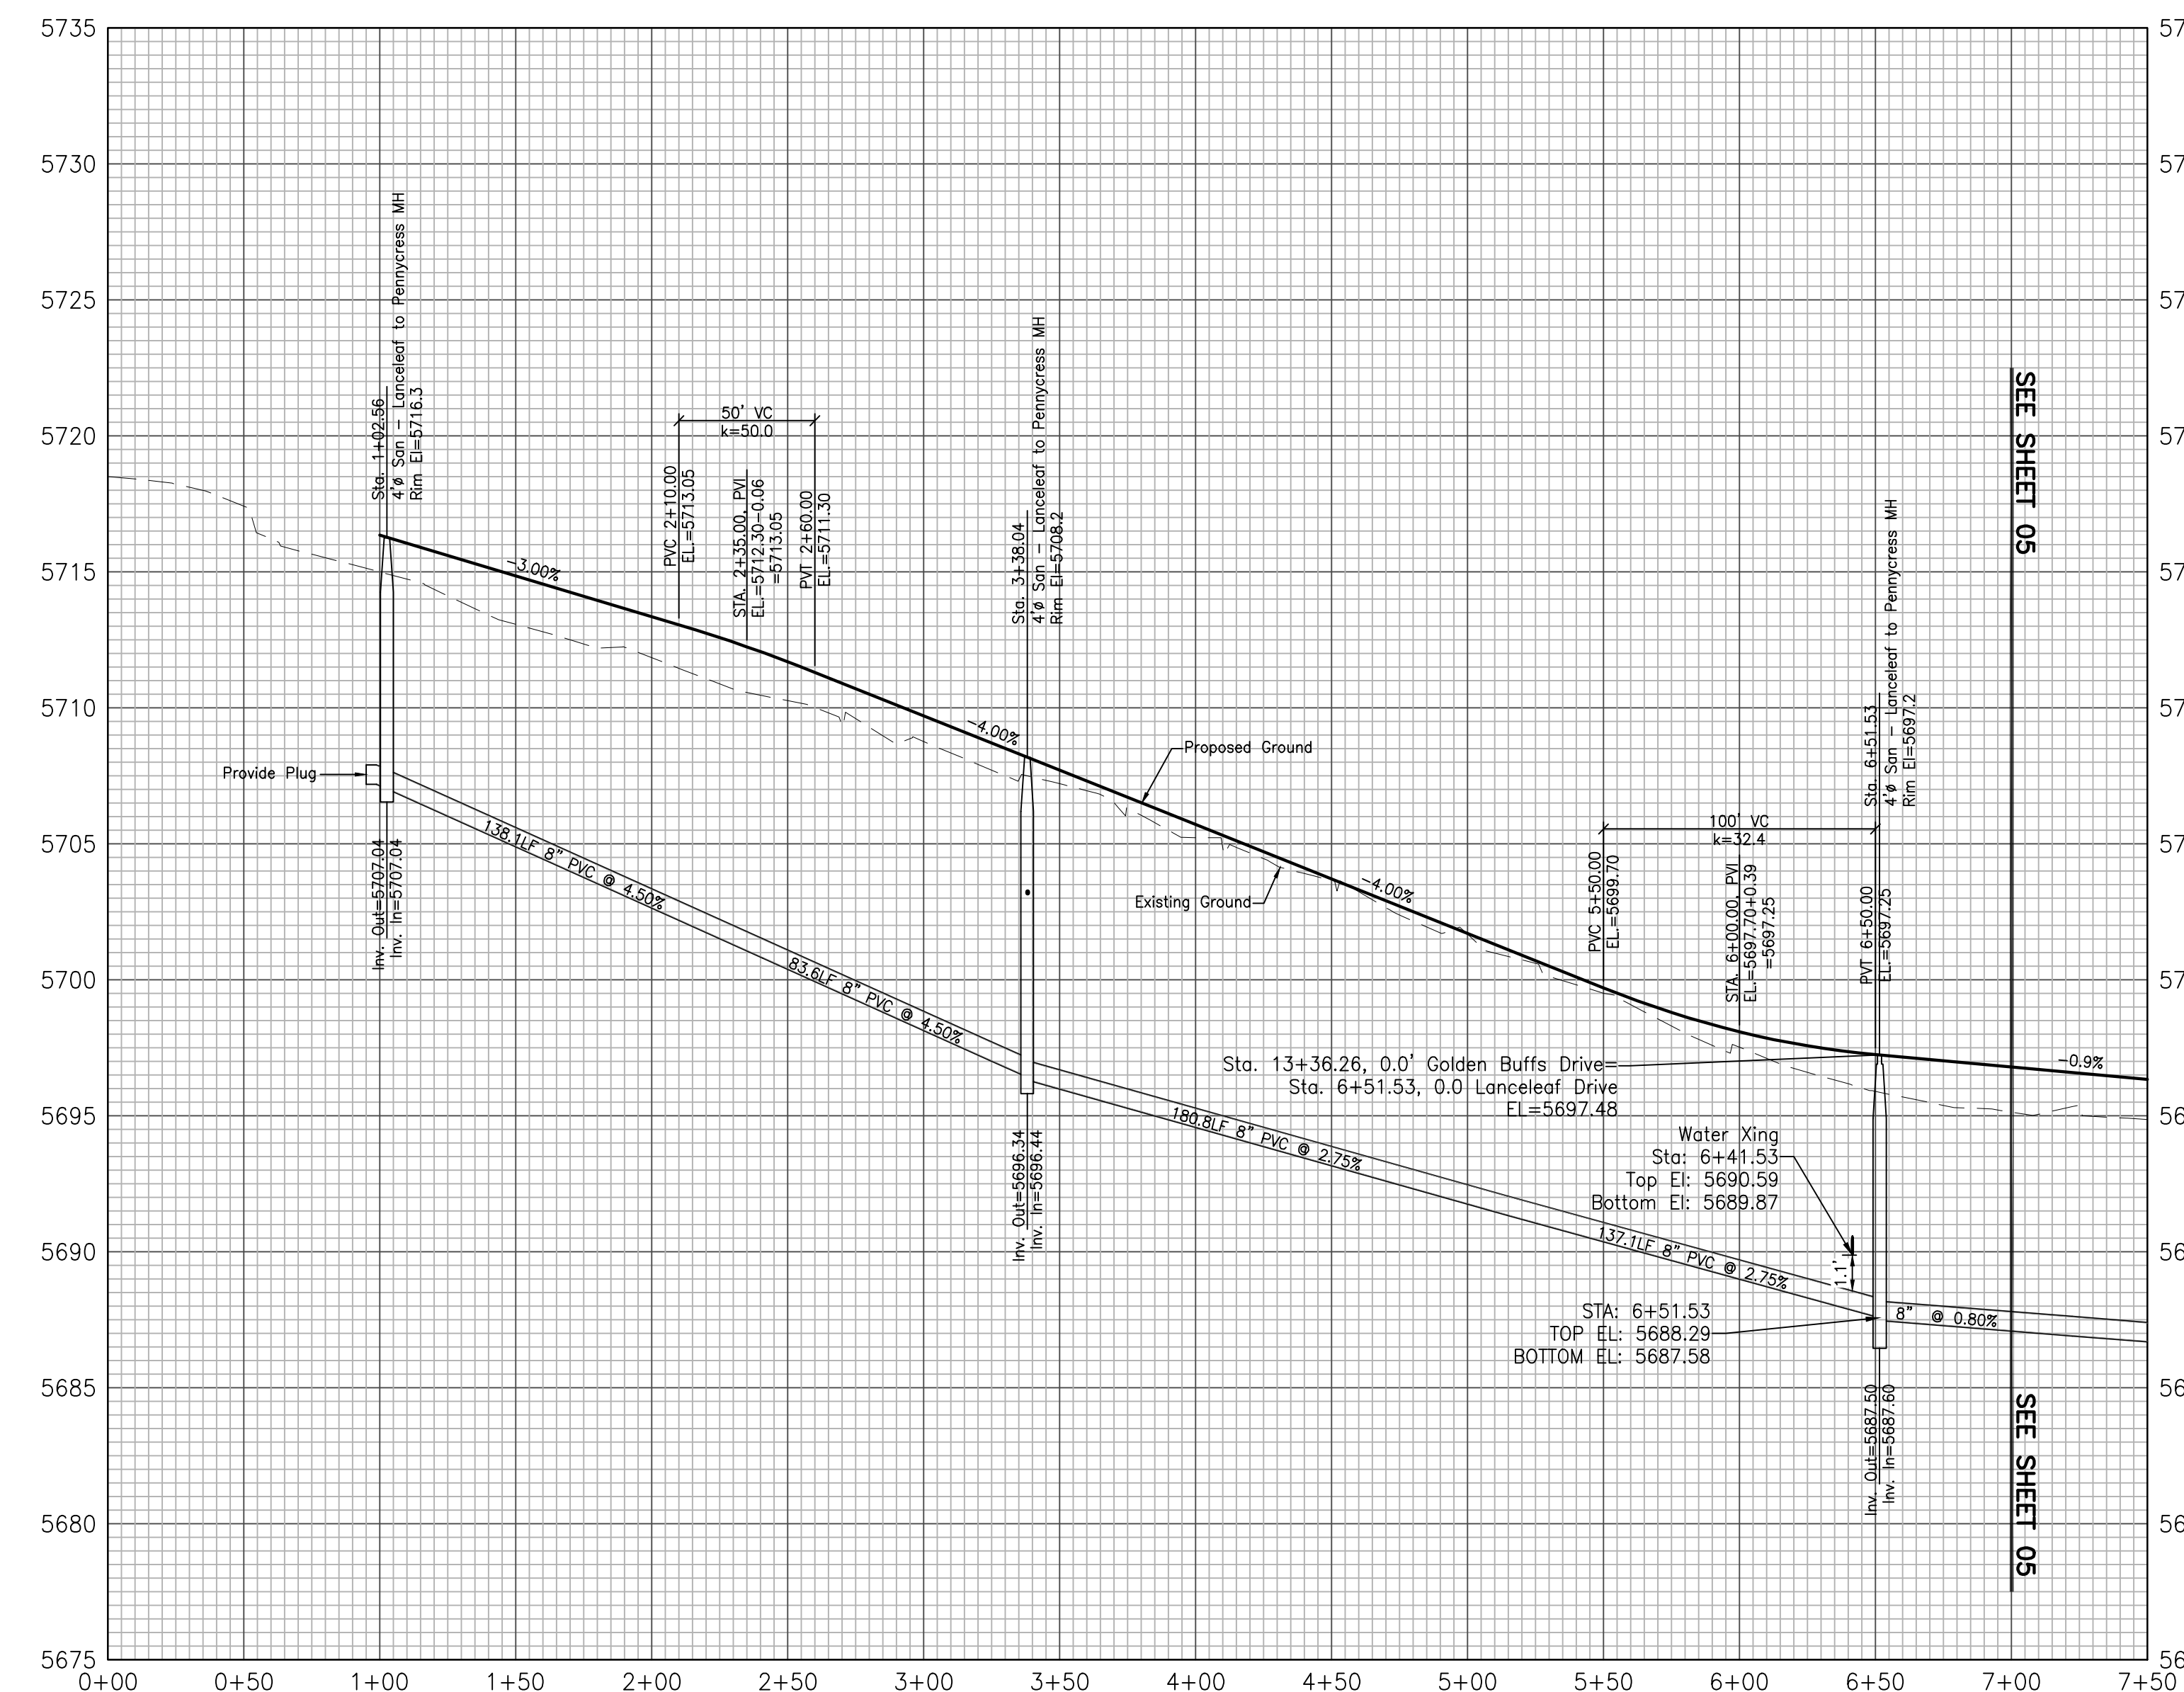 5735
5730
5725
5720
5715
5710
5705
5700
5695
5690
5685
5680
5675
0+00 0+50 1+00 1+50 2+00 2+50 3+00 3+50 4+00 4+50 5+00 5+50 6+00 6+50 7+00 7+50
Sta. 1+02.56
4'ø San – Lanceleaf to Pennycress MH
Rim El=5716.3
-3.00%
50' VC
k=50.0
PVC 2+10.00
EL.=5713.05
STA. 2+35.00, PVI
EL.=5712.30-0.06
=5713.05
PVT 2+60.00
EL.=5711.30
Sta. 3+38.04
4'ø San – Lanceleaf to Pennycress MH
Rim El=5708.2
-4.00%
Proposed Ground
Existing Ground
-4.00%
Provide Plug
Inv. Out=5707.04
Inv. In=5707.04
138.1LF 8" PVC @ 4.50%
83.6LF 8" PVC @ 4.50%
Inv. Out=5696.34
Inv. In=5696.44
180.8LF 8" PVC @ 2.75%
137.1LF 8" PVC @ 2.75%
100' VC
k=32.4
PVC 5+50.00
EL.=5699.70
STA. 6+00.00, PVI
EL.=5697.70+0.39
=5697.25
PVT 6+50.00
EL.=5697.25
Sta. 6+51.53
4'ø San – Lanceleaf to Pennycress MH
Rim El=5697.2
-0.9%
Sta. 13+36.26, 0.0' Golden Buffs Drive=
Sta. 6+51.53, 0.0 Lanceleaf Drive
EL=5697.48
Water Xing
Sta: 6+41.53
Top El: 5690.59
Bottom El: 5689.87
1.1'
STA: 6+51.53
TOP EL: 5688.29
BOTTOM EL: 5687.58
8" @ 0.80%
Inv. Out=5687.50
Inv. In=5687.60
SEE SHEET 05
SEE SHEET 05
57
57
57
57
57
57
57
57
56
56
56
56
56